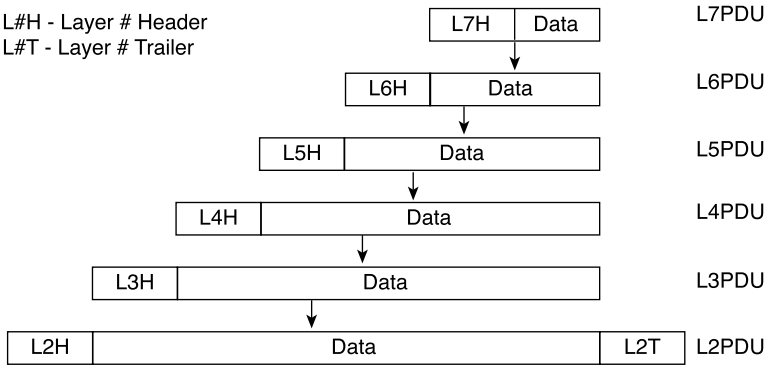 L#H - Layer # Header
L#T - Layer # Trailer
L7H Data L7PDU
L6H Data L6PDU
L5H Data L5PDU
L4H Data L4PDU
L3H Data L3PDU
L2H Data L2T L2PDU